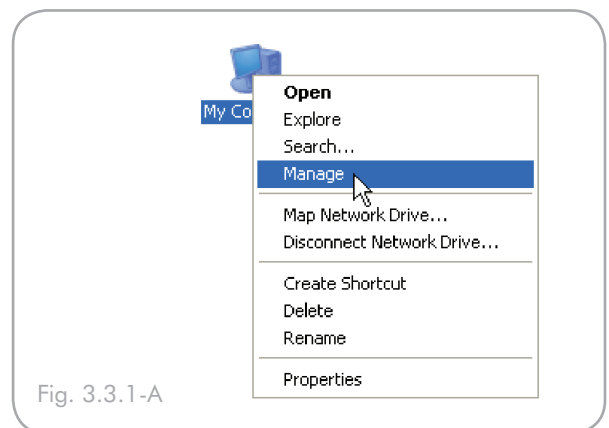 My Co
Open
Explore
Search...
Manage
Map Network Drive...
Disconnect Network Drive...
Create Shortcut
Delete
Rename
Properties
Fig. 3.3.1-A